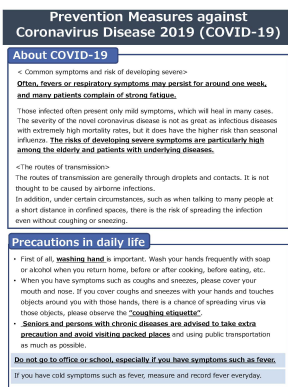 Prevention Measures against
Coronavirus Disease 2019 (COVID-19)
About COVID-19
< Common symptoms and risk of developing severe>
Often, fevers or respiratory symptoms may persist for around one week,
and many patients complain of strong fatigue.
Those infected often present only mild symptoms, which will heal in many cases.
The severity of the novel coronavirus disease is not as great as infectious diseases
with extremely high mortality rates, but it does have the higher risk than seasonal
influenza. The risks of developing severe symptoms are particularly high
among the elderly and patients with underlying diseases.
<The routes of transmission>
The routes of transmission are generally through droplets and contacts. It is not
thought to be caused by airborne infections.
In addition, under certain circumstances, such as when talking to many people at
a short distance in confined spaces, there is the risk of spreading the infection
even without coughing or sneezing.
Precautions in daily life
• First of all, washing hand is important. Wash your hands frequently with soap
or alcohol when you return home, before or after cooking, before eating, etc.
• When you have symptoms such as coughs and sneezes, please cover your
mouth and nose. If you cover coughs and sneezes with your hands and touches
objects around you with those hands, there is a chance of spreading virus via
those objects, please observe the "coughing etiquette".
• Seniors and persons with chronic diseases are advised to take extra
precaution and avoid visiting packed places and using public transportation
as much as possible.
Do not go to office or school, especially if you have symptoms such as fever.
If you have cold symptoms such as fever, measure and record fever everyday.